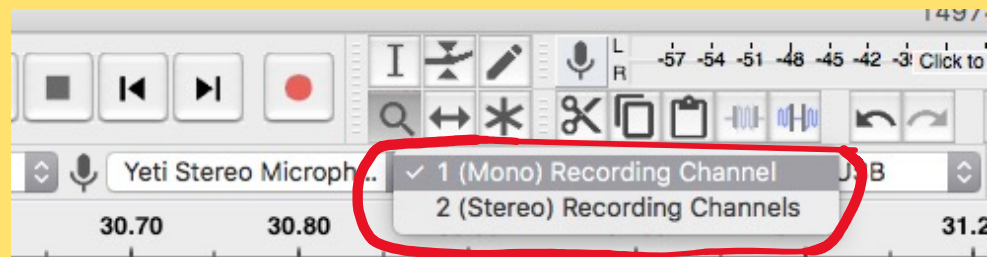 L
R
-57 -54 -51 -48 -45 -42 Click to
Yeti Stereo Microph...
✓ 1 (Mono) Recording Channel
2 (Stereo) Recording Channels
30.70 30.80